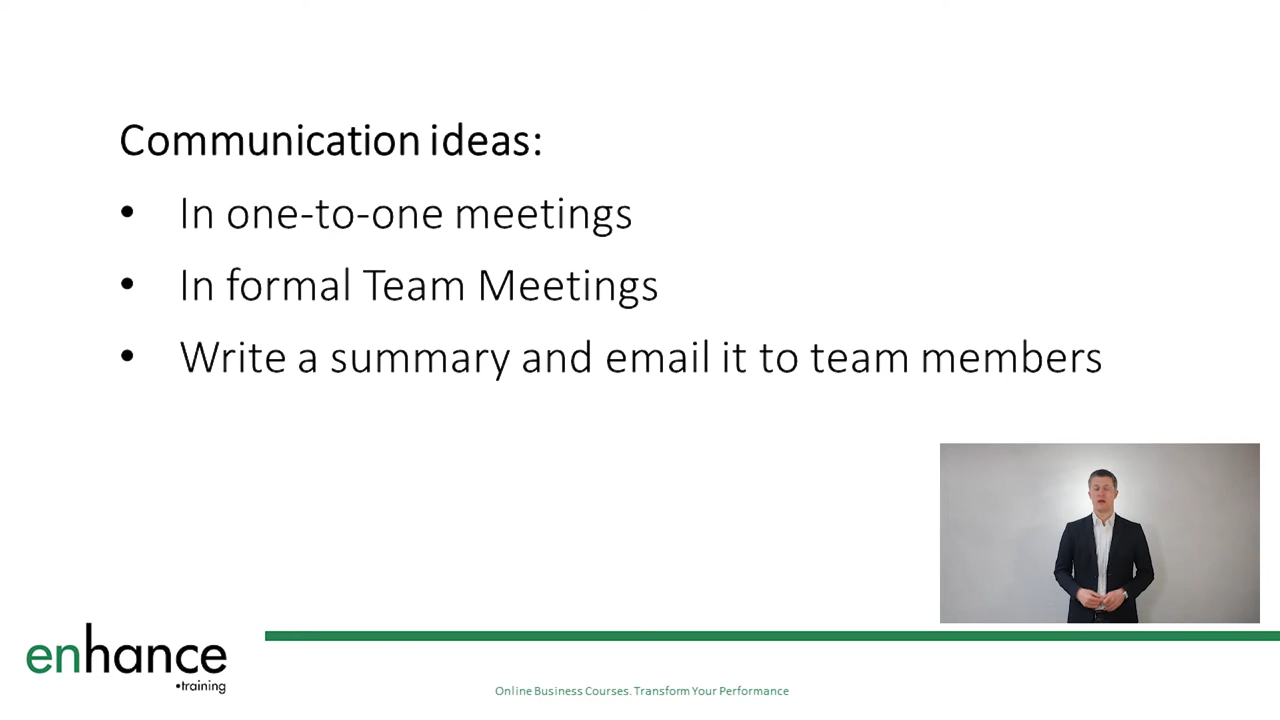 Communication ideas:
• In one-to-one meetings
• In formal Team Meetings
• Write a summary and email it to team members
enhance
•training
Online Business Courses. Transform Your Performance